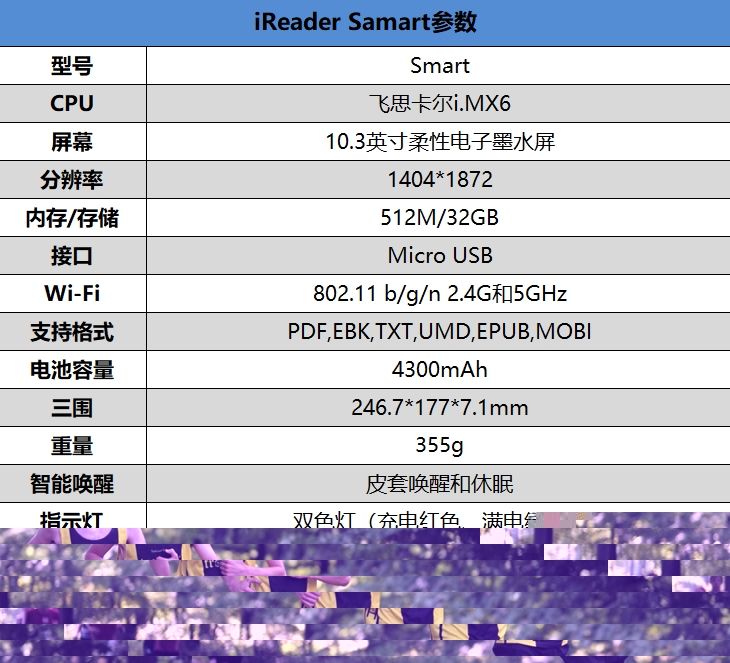 iReader Samart参数
型号 Smart
CPU 飞思卡尔i.MX6
屏幕 10.3英寸柔性电子墨水屏
分辨率 1404*1872
内存/存储 512M/32GB
接口 Micro USB
Wi-Fi 802.11 b/g/n 2.4G和5GHz
支持格式 PDF,EBK,TXT,UMD,EPUB,MOBI
电池容量 4300mAh
三围 246.7*177*7.1mm
重量 355g
智能唤醒 皮套唤醒和休眠
指示灯 双色灯（充电红色、满电